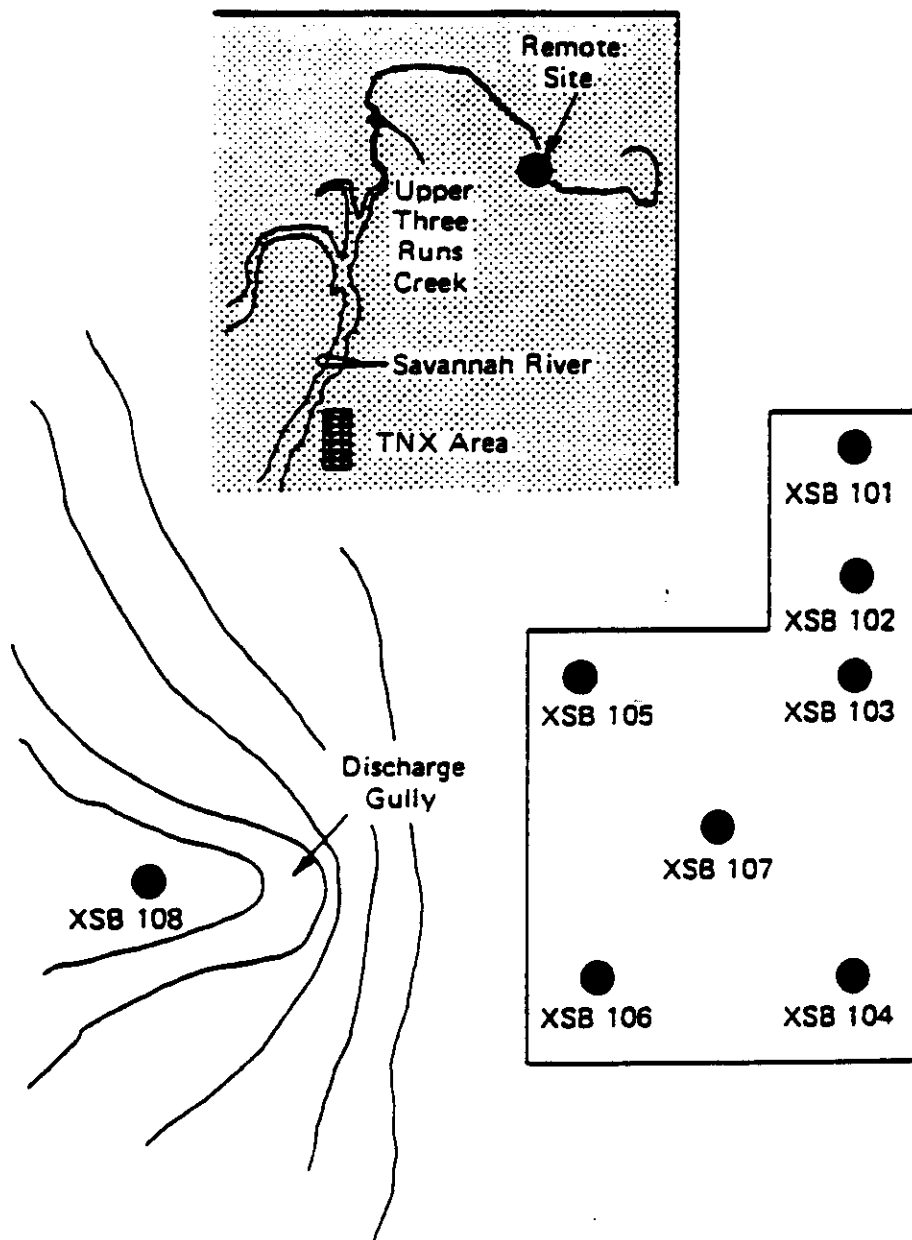 Remote
Site
Upper
Three
Runs
Creek
Savannah River
TNX Area
XSB 101
XSB 102
XSB 105
XSB 103
Discharge
Gully
XSB 107
XSB 108
XSB 106
XSB 104